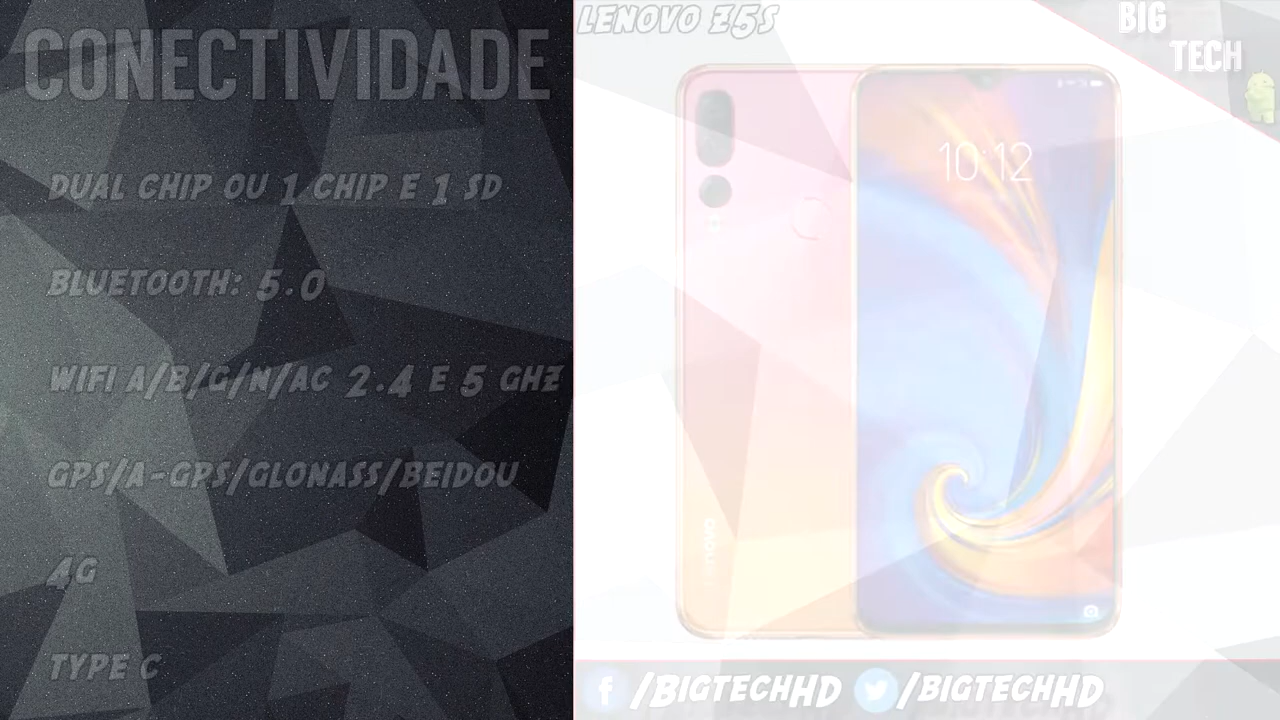 CONECTIVIDADE
DUAL CHIP OU 1 CHIP E 1 SD
BLUETOOTH: 5.0
WIFI A/B/G/N/AC 2.4 E 5 GHZ
GPS/A-GPS/GLONASS/BEIDOU
4G
TYPE C
LENOVO Z5S
BIG
TECH
10:12
Lenovo
/BIGTECHHD
/BIGTECHHD